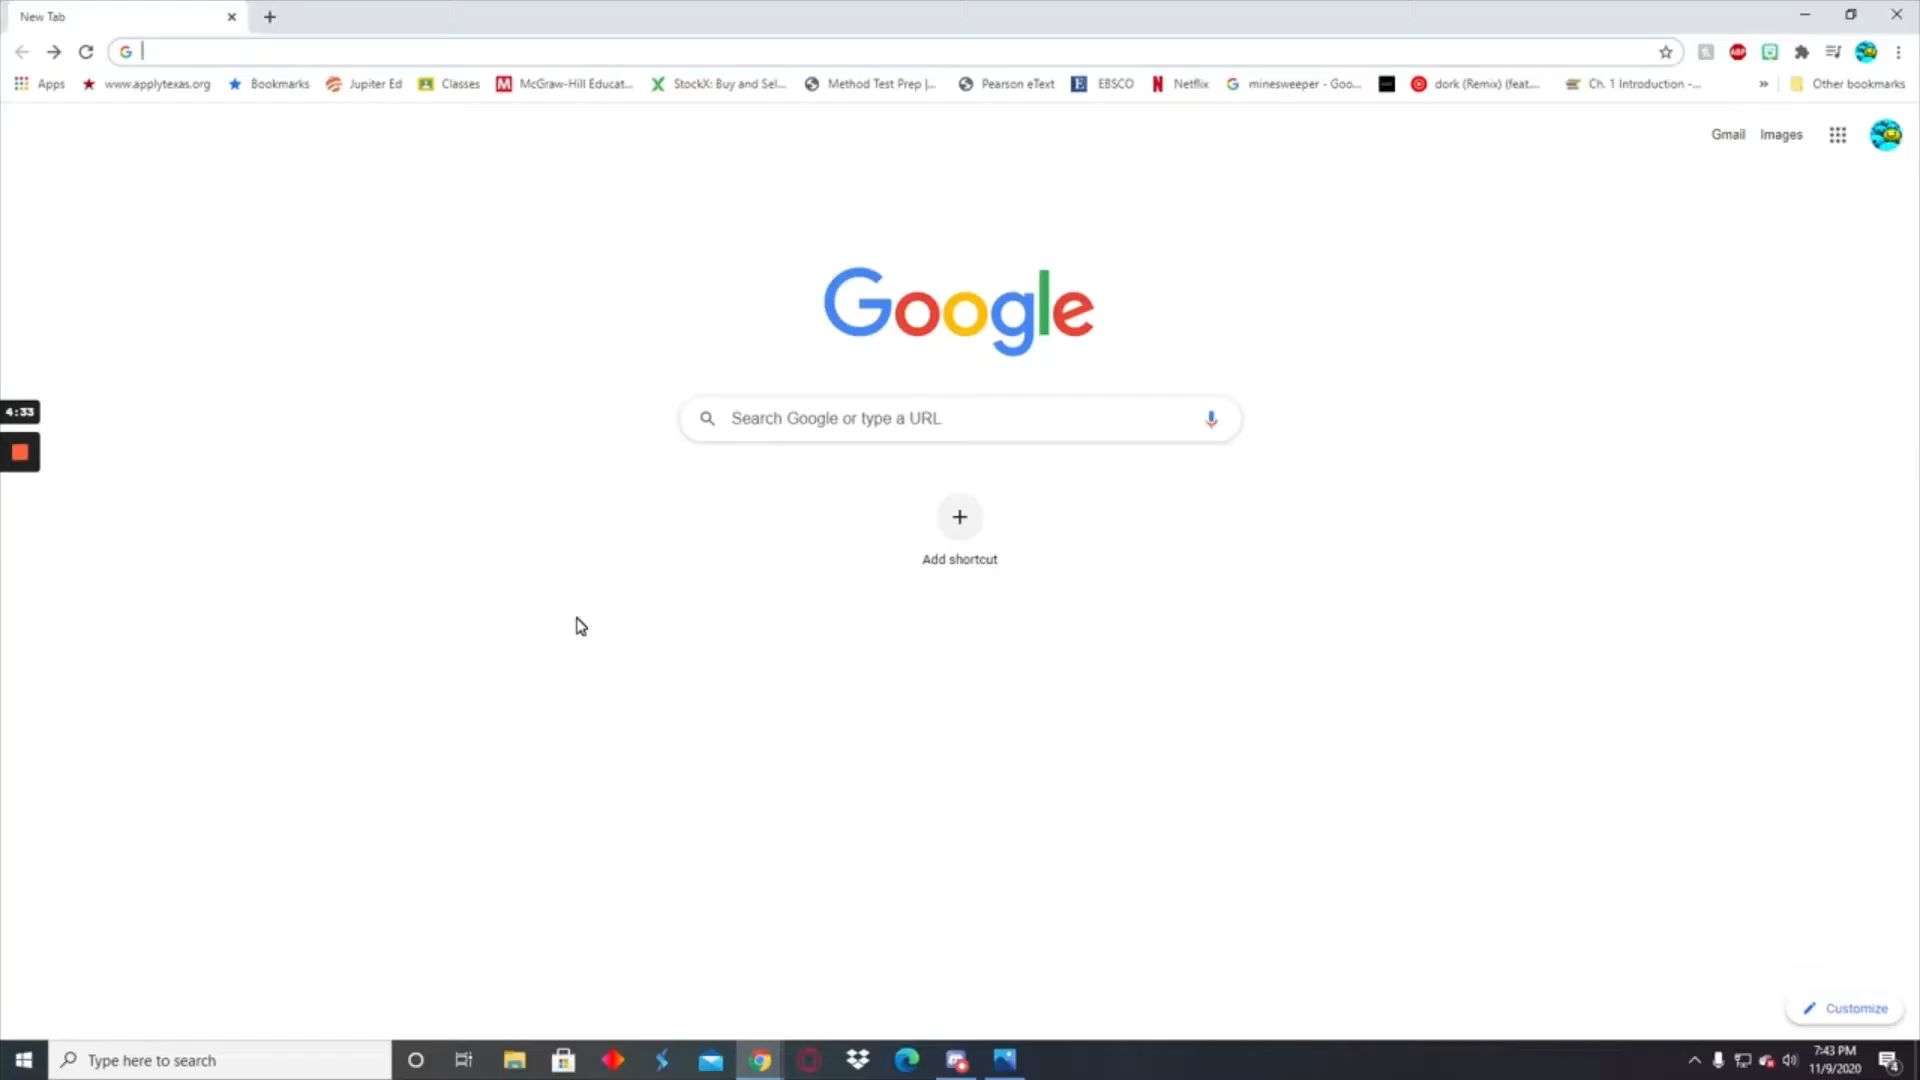 New Tab
Apps www.applytexas.org Bookmarks Jupiter Ed Classes McGraw-Hill Educat... StockX: Buy and Sel... Method Test Prep |... Pearson eText EBSCO Netflix minesweeper - Goo... dork (Remix) (feat.... Ch. 1 Introduction -... » Other bookmarks
Gmail Images
Google
4:33
Search Google or type a URL
Add shortcut
Customize
Type here to search
7:43 PM
11/9/2020
4
ABP